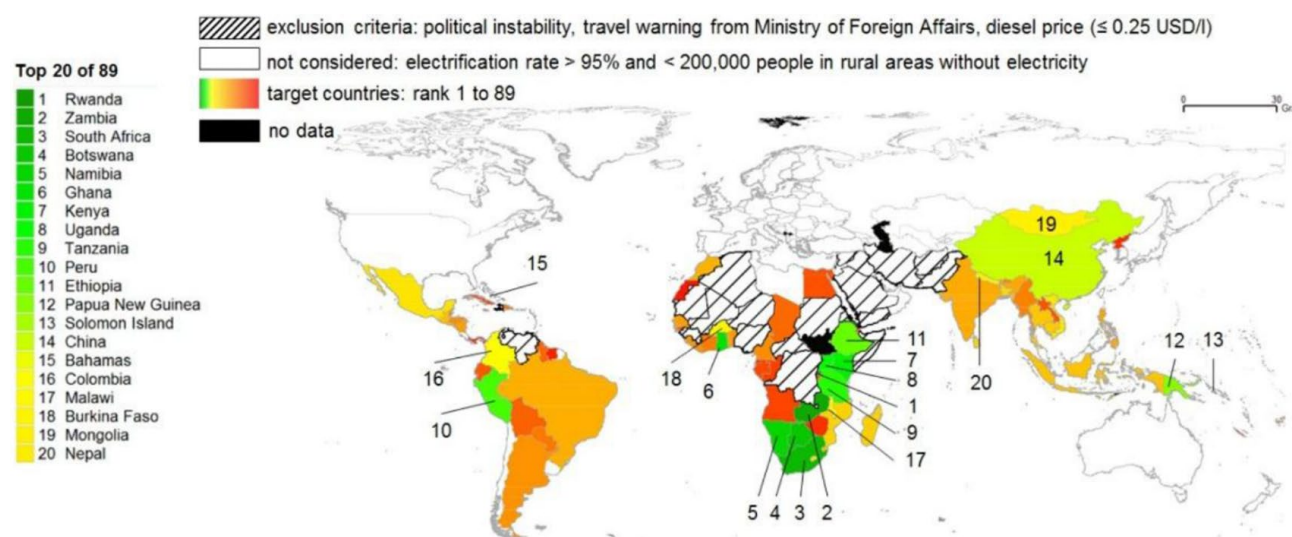 exclusion criteria: political instability, travel warning from Ministry of Foreign Affairs, diesel price (≤ 0.25 USD/l)
not considered: electrification rate > 95% and < 200,000 people in rural areas without electricity
target countries: rank 1 to 89
no data
Top 20 of 89
1 Rwanda
2 Zambia
3 South Africa
4 Botswana
5 Namibia
6 Ghana
7 Kenya
8 Uganda
9 Tanzania
10 Peru
11 Ethiopia
12 Papua New Guinea
13 Solomon Island
14 China
15 Bahamas
16 Colombia
17 Malawi
18 Burkina Faso
19 Mongolia
20 Nepal
0 30
19
14
15
11
12 13
7
8
16
18 6
20
1
10
9
17
5 4 3 2